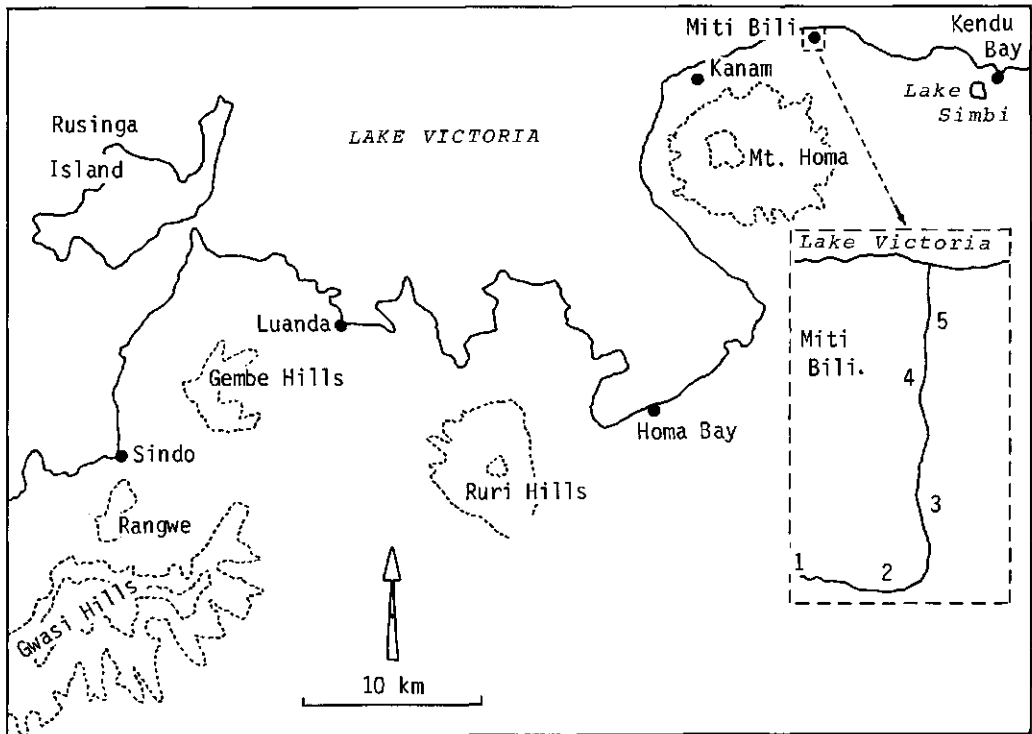 Miti Bili
Kendu
Bay
Kanam
Lake
Simbi
Rusinga
Island
LAKE VICTORIA
Mt. Homa
Lake Victoria
Luanda
5
Miti
Bili.
Gembe Hills
4
Homa Bay
Sindo
Ruri Hills
3
Rangwe
1
2
Gwasi Hills
10 km